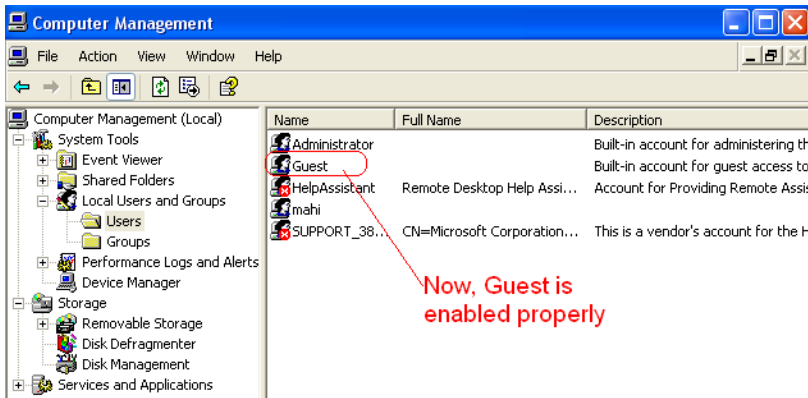 Computer Management
File Action View Window Help
Computer Management (Local)
System Tools
Event Viewer
Shared Folders
Local Users and Groups
Users
Groups
Performance Logs and Alerts
Device Manager
Storage
Removable Storage
Disk Defragmenter
Disk Management
Services and Applications
Name Full Name Description
Administrator Built-in account for administering th
Guest Built-in account for guest access to
HelpAssistant Remote Desktop Help Assi... Account for Providing Remote Assis
mahi
SUPPORT_38... CN=Microsoft Corporation... This is a vendor's account for the H
Now, Guest is
enabled properly